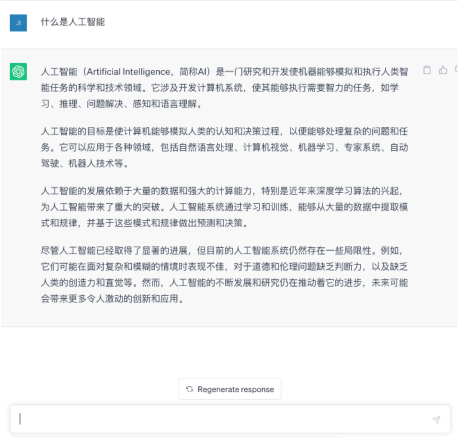 JI
什么是人工智能
人工智能（Artificial Intelligence，简称AI）是一门研究和开发使机器能够模拟和执行人类智
能任务的科学和技术领域。它涉及开发计算机系统，使其能够执行需要智力的任务，如学
习、推理、问题解决、感知和语言理解。
人工智能的目标是使计算机能够模拟人类的认知和决策过程，以便能够处理复杂的问题和任
务。它可以应用于各种领域，包括自然语言处理、计算机视觉、机器学习、专家系统、自动
驾驶、机器人技术等。
人工智能的发展依赖于大量的数据和强大的计算能力，特别是近年来深度学习算法的兴起，
为人工智能带来了重大的突破。人工智能系统通过学习和训练，能够从大量的数据中提取模
式和规律，并基于这些模式和规律做出预测和决策。
尽管人工智能已经取得了显著的进展，但目前的人工智能系统仍然存在一些局限性。例如，
它们可能在面对复杂和模糊的情境时表现不佳，对于道德和伦理问题缺乏判断力，以及缺乏
人类的创造力和直觉等。然而，人工智能的不断发展和研究仍在推动着它的进步，未来可能
会带来更多令人激动的创新和应用。
Regenerate response